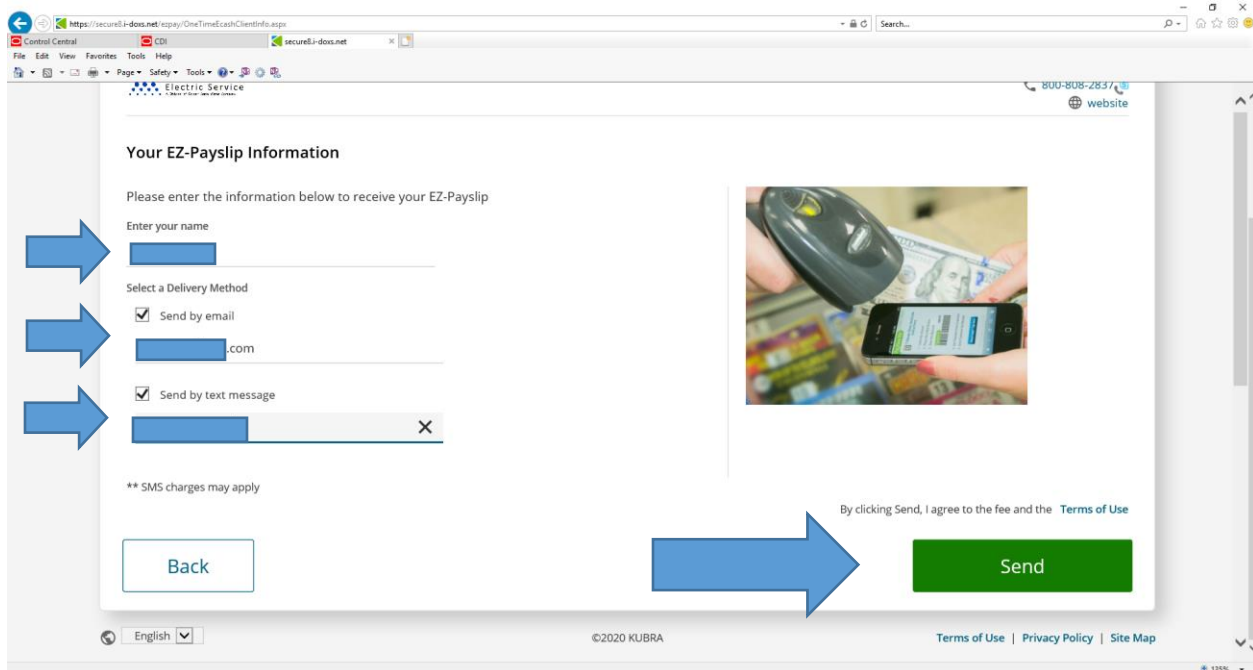 https://secure8.i-doxs.net/ezpay/OneTimeEcashClientInfo.aspx
Search...
Control Central
CDI
secure8.i-doxs.net
File Edit View Favorites Tools Help
Page Safety Tools
Electric Service
800-808-2837
website
Your EZ-Payslip Information
Please enter the information below to receive your EZ-Payslip
Enter your name
Select a Delivery Method
Send by email
.com
Send by text message
** SMS charges may apply
By clicking Send, I agree to the fee and the Terms of Use
Back
Send
English
©2020 KUBRA
Terms of Use | Privacy Policy | Site Map
135%